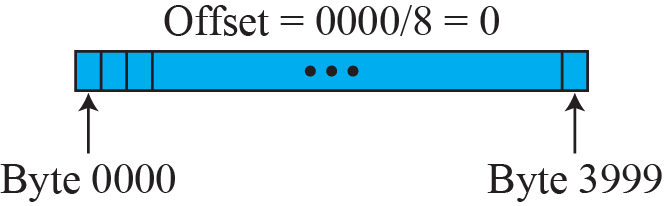 Offset = 0000/8 = 0
Byte 0000 Byte 3999